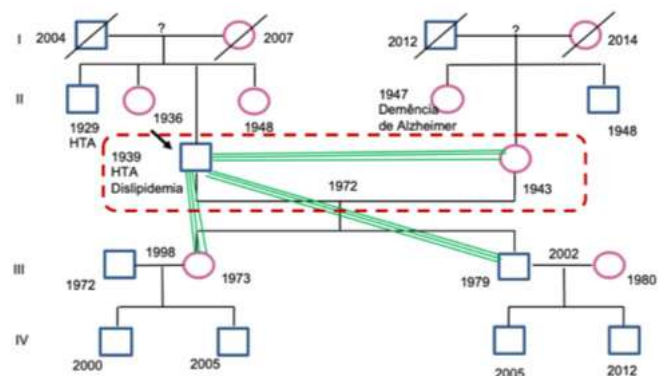 I
2004
?
2007
2012
?
2014
II
1929
HTA
1936
1948
1947
Demência
de Alzheimer
1948
1939
HTA
Dislipidemia
1972
1943
III
1972
1998
1973
1979
2002
1980
IV
2000
2005
2005
2012